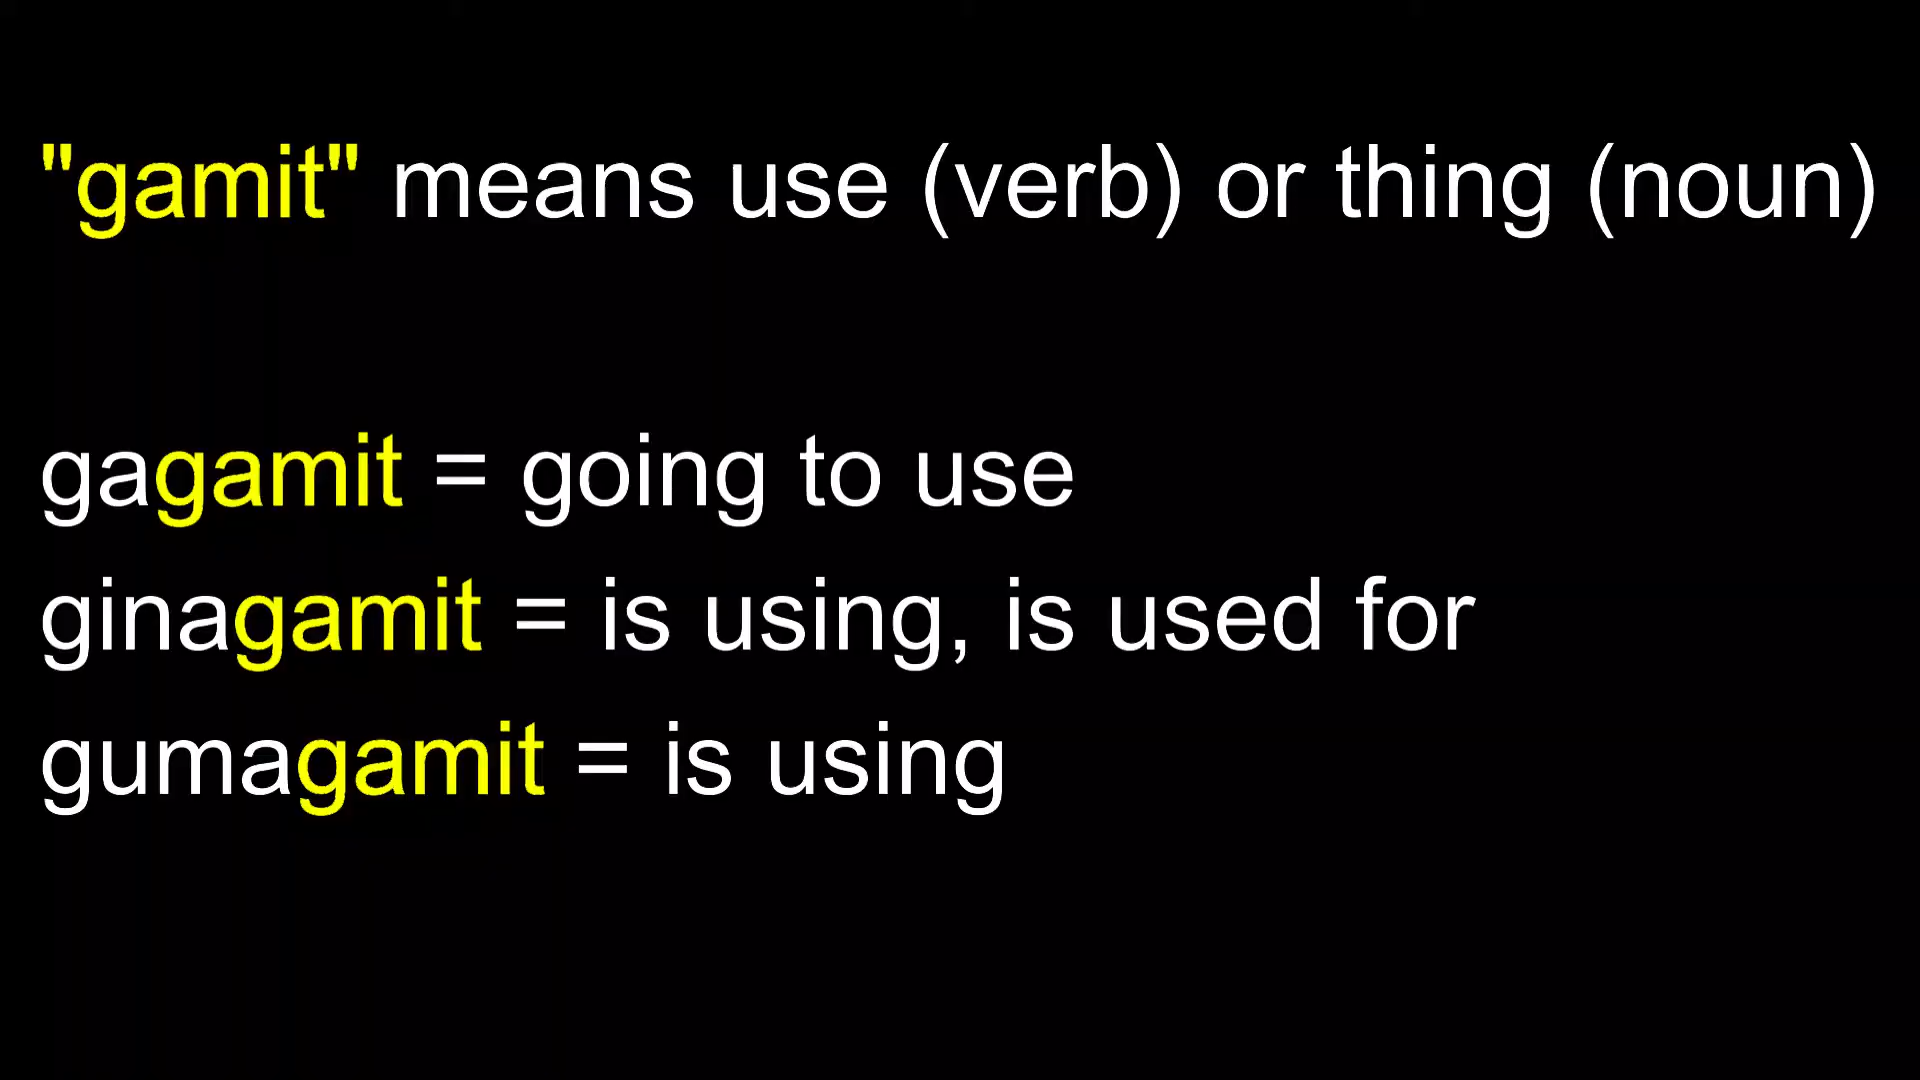 "gamit" means use (verb) or thing (noun)
gagamit = going to use
ginagamit = is using, is used for
gumagamit = is using